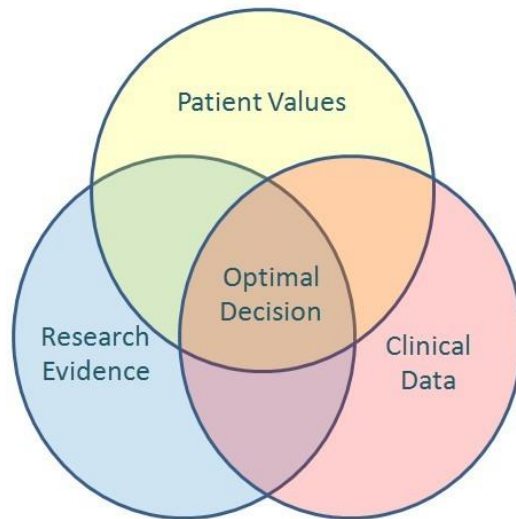 Patient Values
Optimal
Decision
Research
Evidence
Clinical
Data